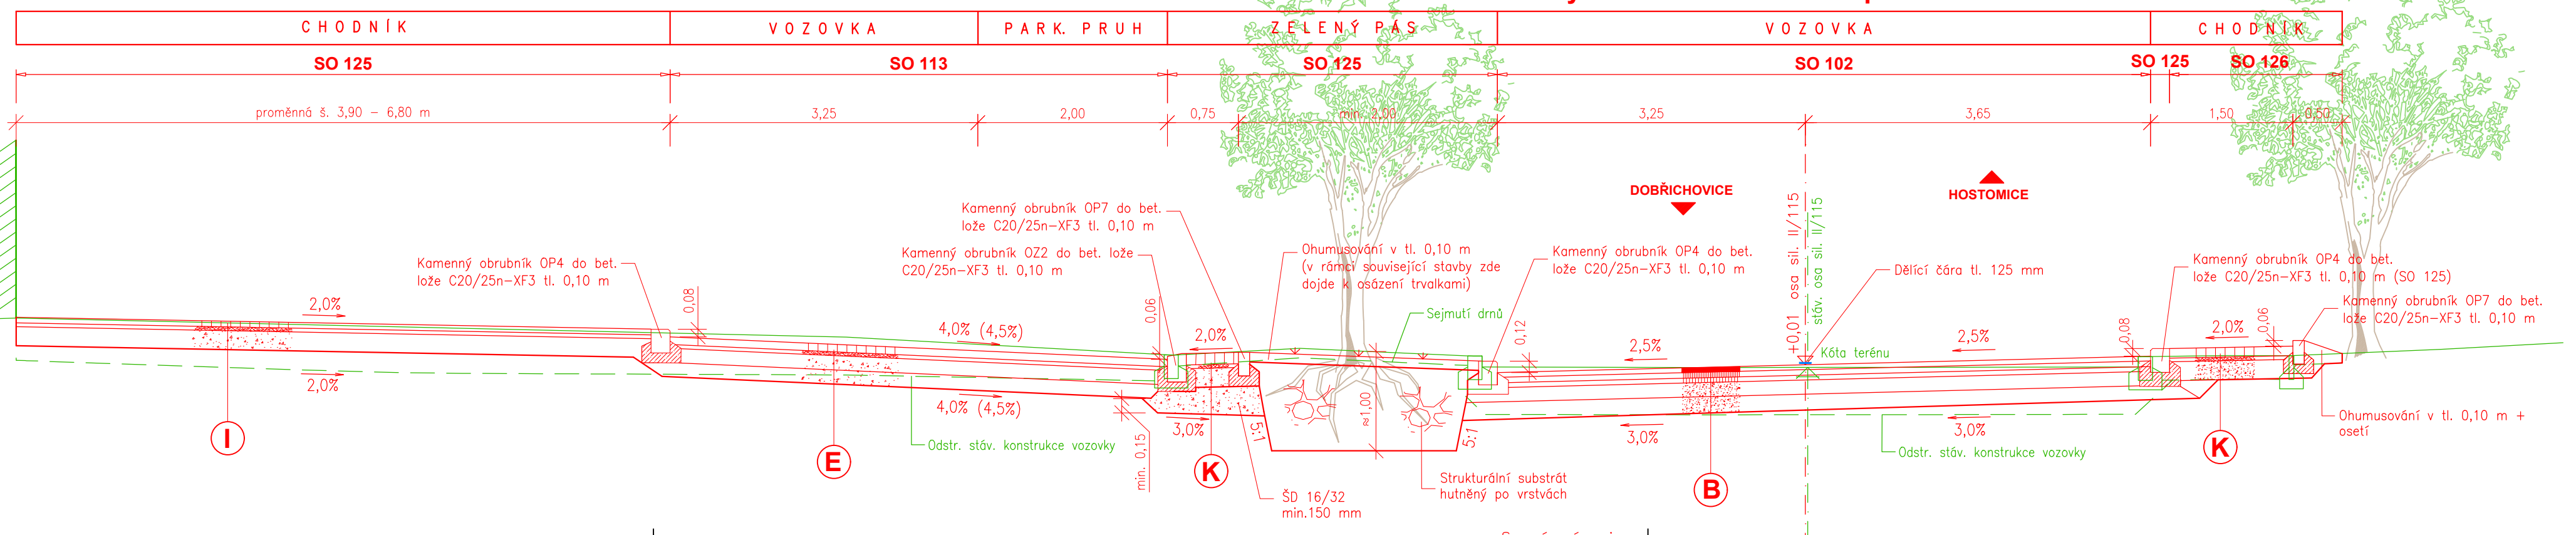 CHODNÍK
VOZOVKA
PARK. PRUH
ZELENÝ PÁS
VOZOVKA
CHODNÍK
SO 125
SO 113
SO 125
SO 102
SO 125
SO 126
proměnná š. 3,90 – 6,80 m
3,25
2,00
0,75
min. 2,00
3,25
3,65
1,50
0,50
DOBŘICHOVICE
HOSTOMICE
+0,01 osa sil. II/115
stáv. osa sil. II/115
Kamenný obrubník OP4 do bet.
lože C20/25n–XF3 tl. 0,10 m
Kamenný obrubník OP7 do bet.
lože C20/25n–XF3 tl. 0,10 m
Kamenný obrubník OZ2 do bet. lože
C20/25n–XF3 tl. 0,10 m
Ohumusování v tl. 0,10 m
(v rámci související stavby zde
dojde k osázení trvalkami)
Sejmutí drnů
Kamenný obrubník OP4 do bet.
lože C20/25n–XF3 tl. 0,10 m
Dělící čára tl. 125 mm
Kóta terénu
Kamenný obrubník OP4 do bet.
lože C20/25n–XF3 tl. 0,10 m (SO 125)
Kamenný obrubník OP7 do bet.
lože C20/25n–XF3 tl. 0,10 m
2,0%
0,08
4,0% (4,5%)
0,06
2,0%
0,12
2,5%
2,5%
0,08
2,0%
0,06
2,0%
4,0% (4,5%)
min. 0,15
3,0%
5:1
≈1,00
5:1
3,0%
3,0%
I
E
K
B
K
Odstr. stáv. konstrukce vozovky
ŠD 16/32
min.150 mm
Strukturální substrát
hutněný po vrstvách
Odstr. stáv. konstrukce vozovky
Ohumusování v tl. 0,10 m +
osetí